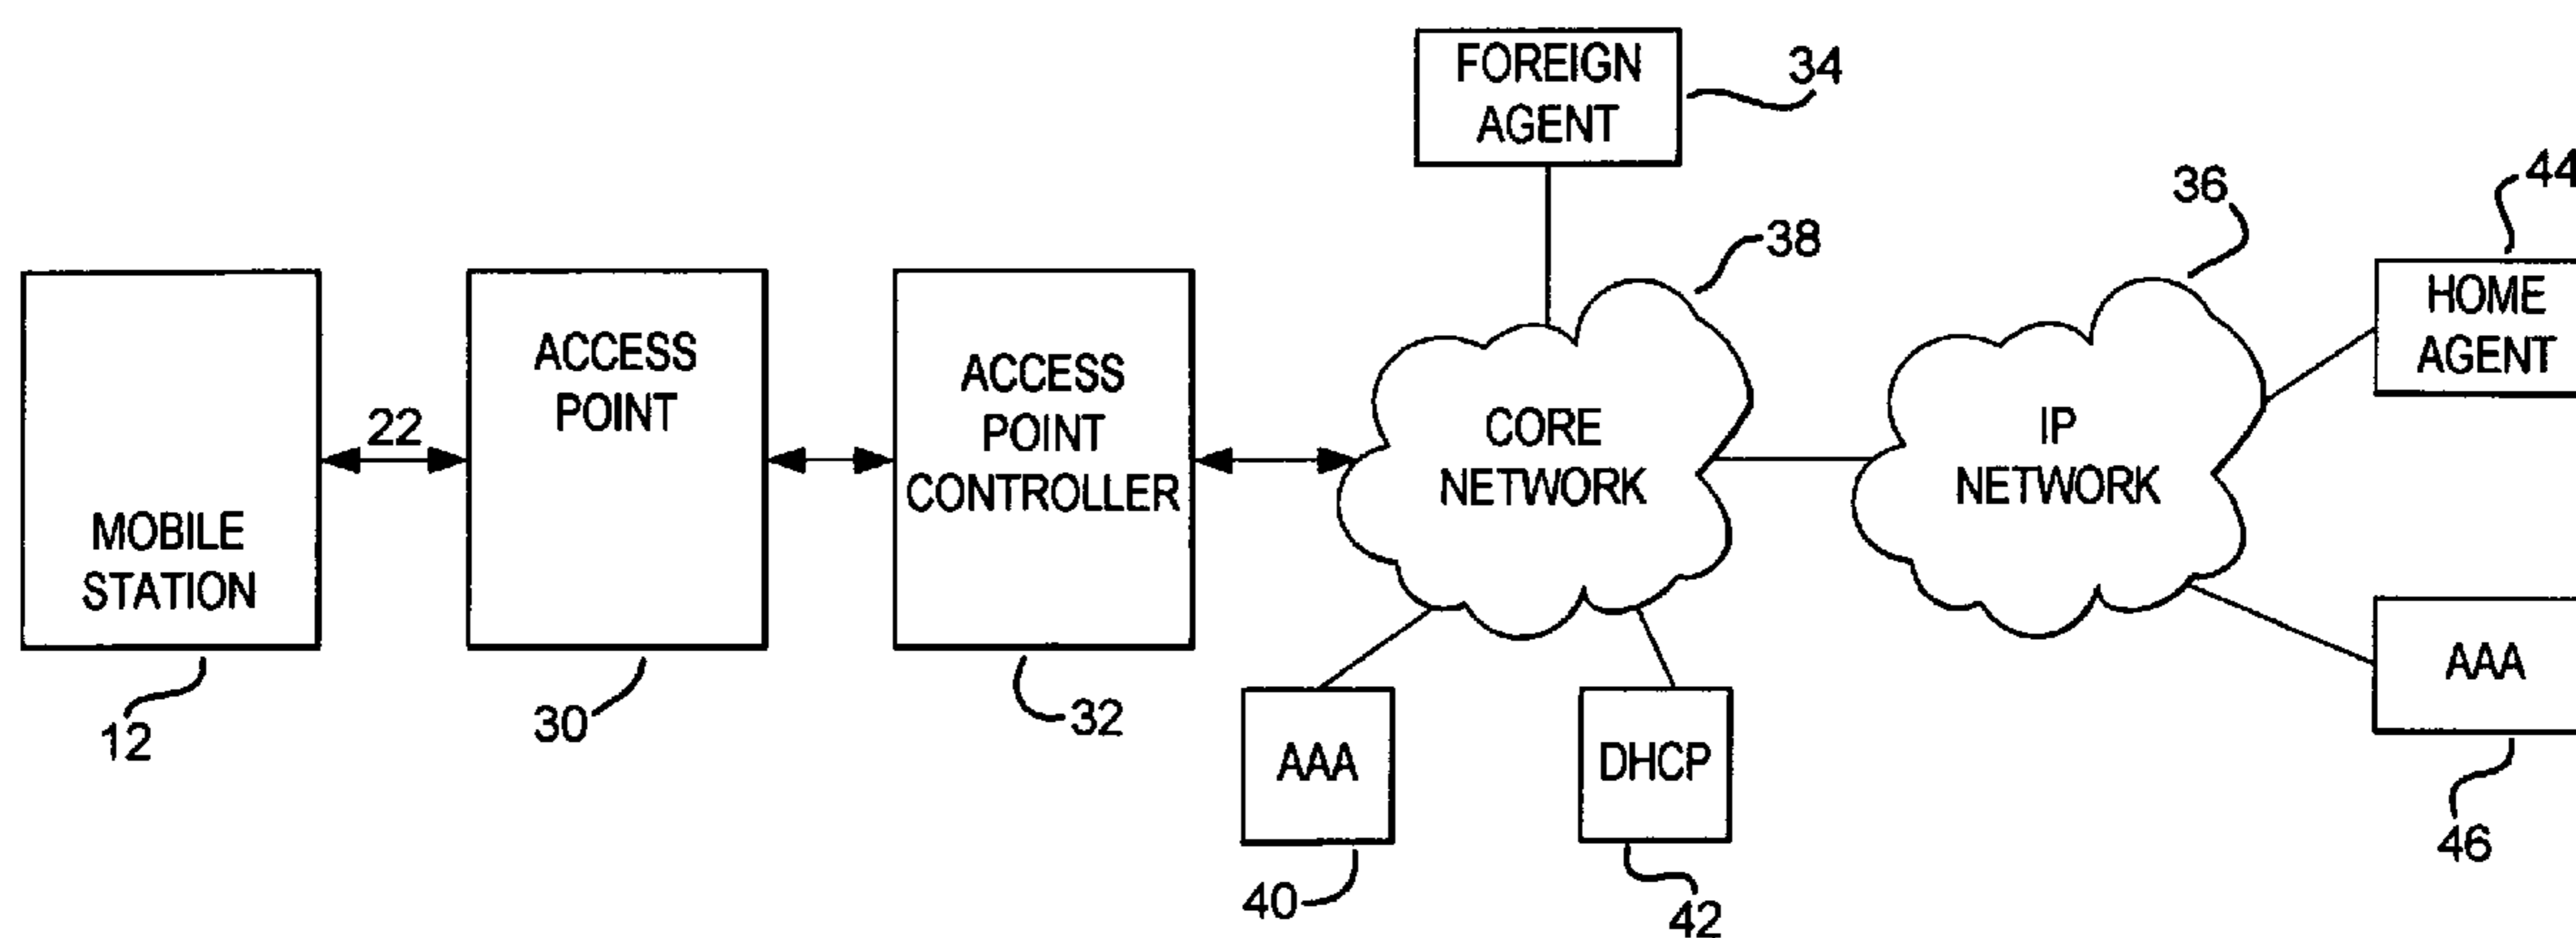 FOREIGN
AGENT
34
44
36
38
HOME
AGENT
ACCESS
POINT
ACCESS
POINT
CONTROLLER
22
CORE
NETWORK
IP
NETWORK
MOBILE
STATION
AAA
12
30
32
AAA
DHCP
46
40
42